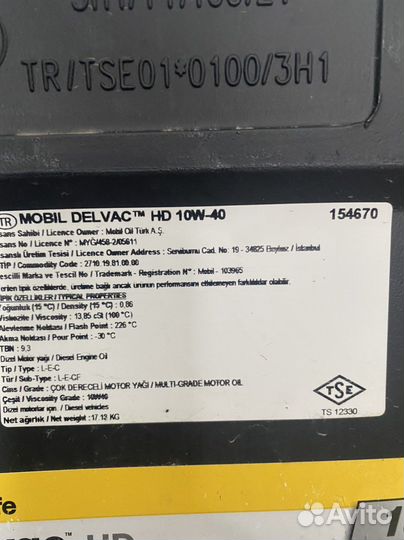 TR/TSE01*0100/3H1
TR MOBIL DELVAC™ HD 10W-40 154670
sans Sahibi / Licence Owner : Mobil Oil Türk A.Ş.
sans No / Licence N° : MYG/458-2/05611
sansla Üretim Tesisi / Licence Owner Address : Serviburnu Cad. No : 19 - 34825 Beykoz / İstanbul
TİP / Commodity Code : 2710.19.81.00.00
escilli Marka ve Tescil No / Trademark - Registration N° : Mobil - 103965
erilen tipik özelliklerde, üretime bağlı ancak ürünün performansını etkilemeyen farklılıklar olabilir.
İPİK ÖZELLİKLER / TYPICAL PROPERTIES
oğunluk (15 °C) / Density (15 °C) : 0,86
Viskozite / Viscosity : 13,85 cSt (100 °C)
Alevlenme Noktası / Flash Point : 226 °C
Akma Noktası / Pour Point : -30 °C
TBN : 9,3
Dizel Motor yağı / Diesel Engine Oil
Tip / Type : L-E-C
Tür / Sub-Type : L-E-CF
Cins / Grade : ÇOK DERECELİ MOTOR YAĞI / MULTI-GRADE MOTOR OIL
Çeşit / Viscosity Grade : 10W40
Dizel motorlar için / Diesel vehicles
Net ağırlık / Net weight : 17,13 KG
TSE
TS 12330
fe
HD
Avito